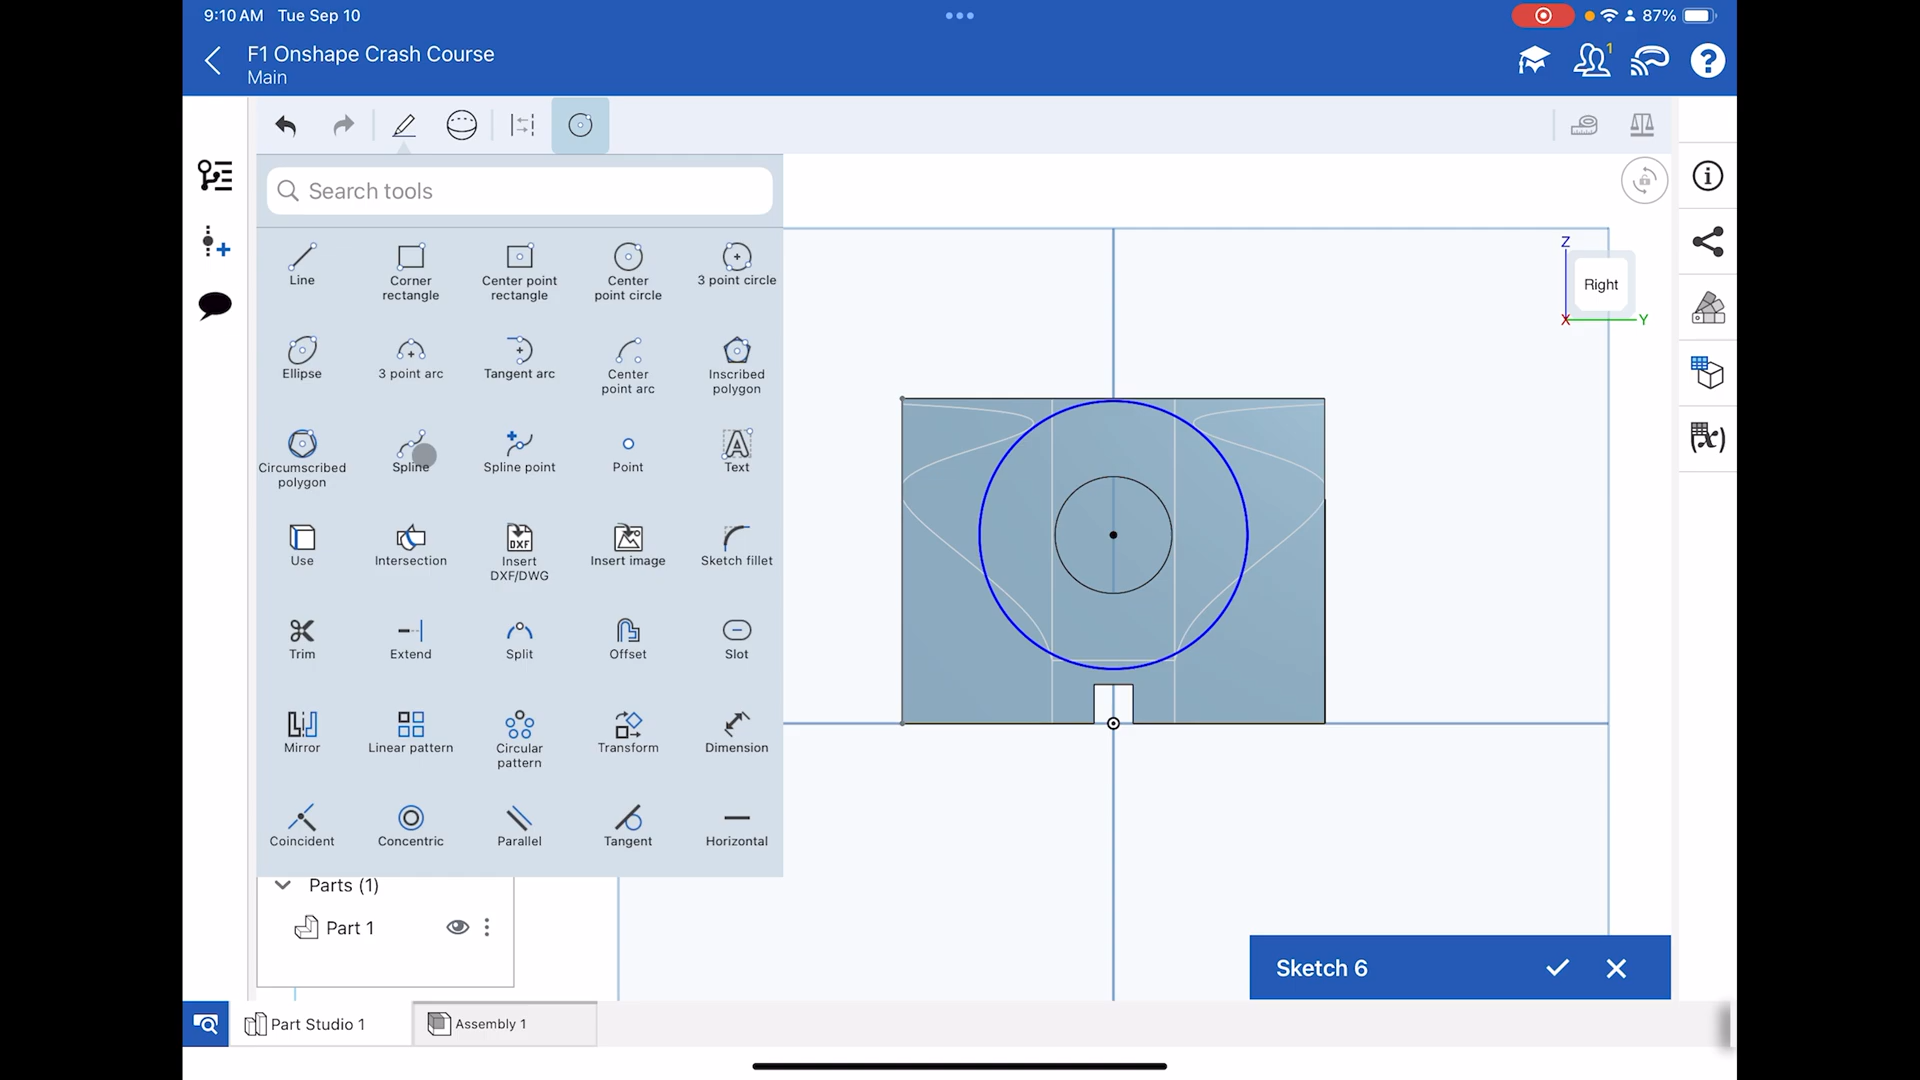 9:10 AM Tue Sep 10
87%
F1 Onshape Crash Course
Main
1
?
Search tools
Line
Corner rectangle
Center point rectangle
Center point circle
3 point circle
Ellipse
3 point arc
Tangent arc
Center point arc
Inscribed polygon
Circumscribed polygon
Spline
Spline point
Point
A
Text
Use
Intersection
DXF
Insert DXF/DWG
Insert image
Sketch fillet
Trim
Extend
Split
Offset
Slot
Mirror
Linear pattern
Circular pattern
Transform
Dimension
Coincident
Concentric
Parallel
Tangent
Horizontal
Z
Right
X
Y
(x)
Parts (1)
Part 1
Sketch 6
Part Studio 1
Assembly 1